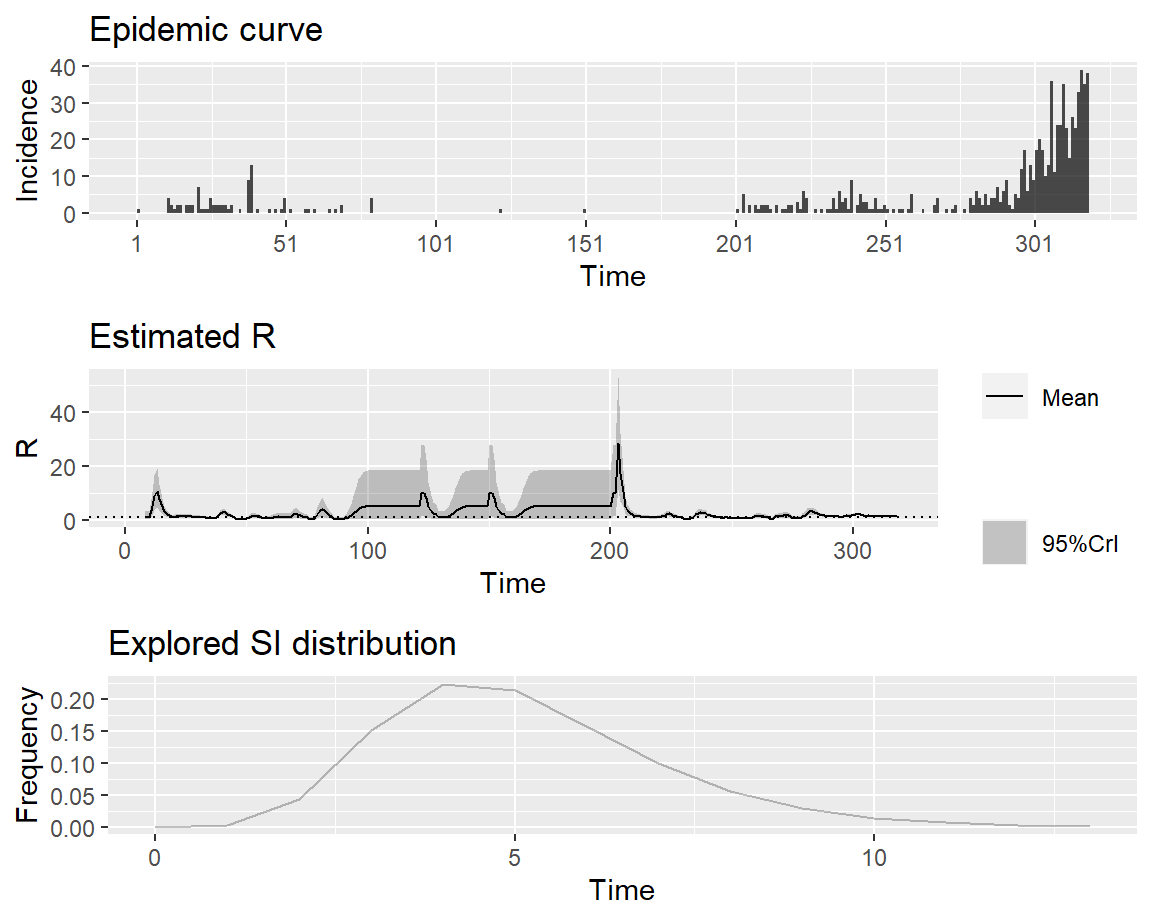 Epidemic curve
40
30
20
10
0
Incidence
1 51 101 151 201 251 301
Time
Estimated R
40
20
0
R
0 100 200 300
Time
Mean
95%CrI
Explored SI distribution
0.20
0.15
0.10
0.05
0.00
Frequency
0 5 10
Time